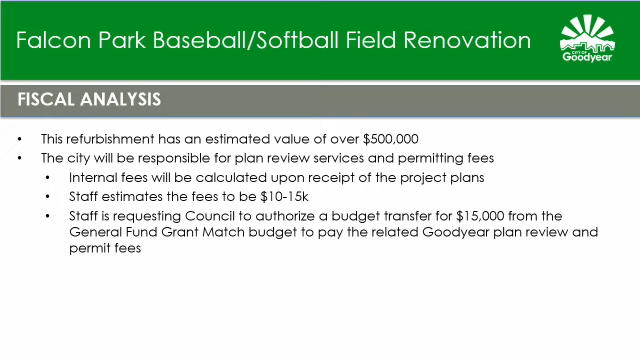 Falcon Park Baseball/Softball Field Renovation
CITY OF
Goodyear
FISCAL ANALYSIS
• This refurbishment has an estimated value of over $500,000
• The city will be responsible for plan review services and permitting fees
• Internal fees will be calculated upon receipt of the project plans
• Staff estimates the fees to be $10-15k
• Staff is requesting Council to authorize a budget transfer for $15,000 from the
General Fund Grant Match budget to pay the related Goodyear plan review and
permit fees